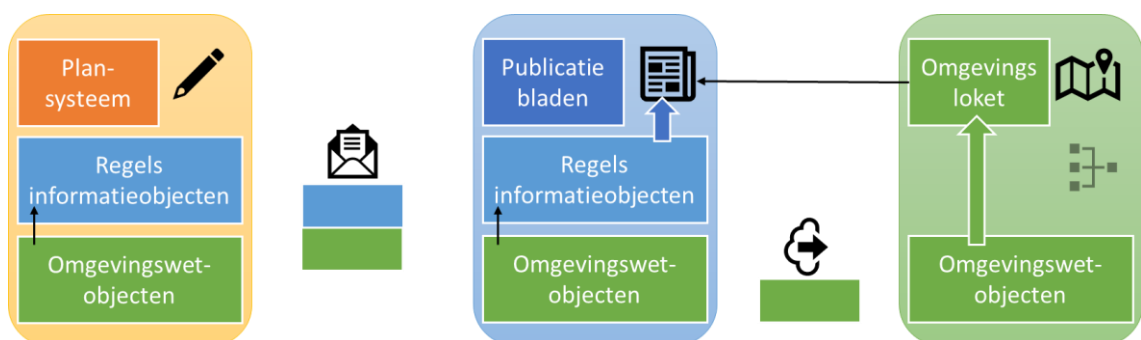 Plan-
systeem
Regels
informatieobjecten
Omgevingswet-
objecten
Publicatie
bladen
Regels
informatieobjecten
Omgevingswet-
objecten
Omgevings
loket
Omgevingswet-
objecten